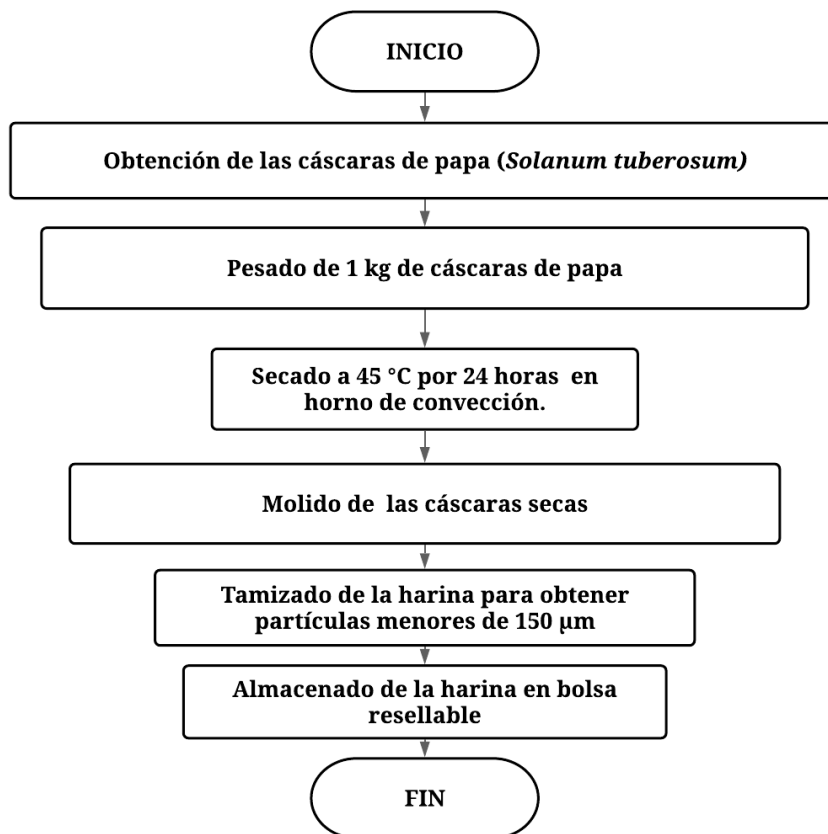 INICIO
Obtención de las cáscaras de papa (Solanum tuberosum)
Pesado de 1 kg de cáscaras de papa
Secado a 45 °C por 24 horas en
horno de convección.
Molido de las cáscaras secas
Tamizado de la harina para obtener
partículas menores de 150 µm
Almacenado de la harina en bolsa
resellable
FIN